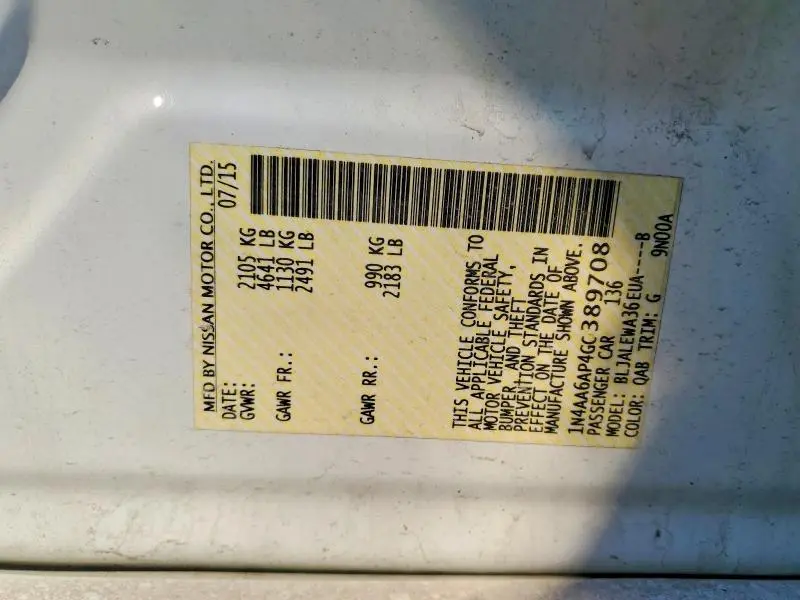 MFD BY NISSAN MOTOR CO., LTD.
DATE: 07/15
GVWR: 2105 KG
4641 LB
GAWR FR.: 1130 KG
2491 LB
GAWR RR.: 990 KG
2183 LB
THIS VEHICLE CONFORMS TO
ALL APPLICABLE FEDERAL
MOTOR VEHICLE SAFETY,
BUMPER, AND THEFT
PREVENTION STANDARDS IN
EFFECT ON THE DATE OF
MANUFACTURE SHOWN ABOVE.
1N4AA6AP4GC389708
PASSENGER CAR 136
MODEL: BLJALEWA36EUA-----B
COLOR: QAB TRIM: G 9N00A